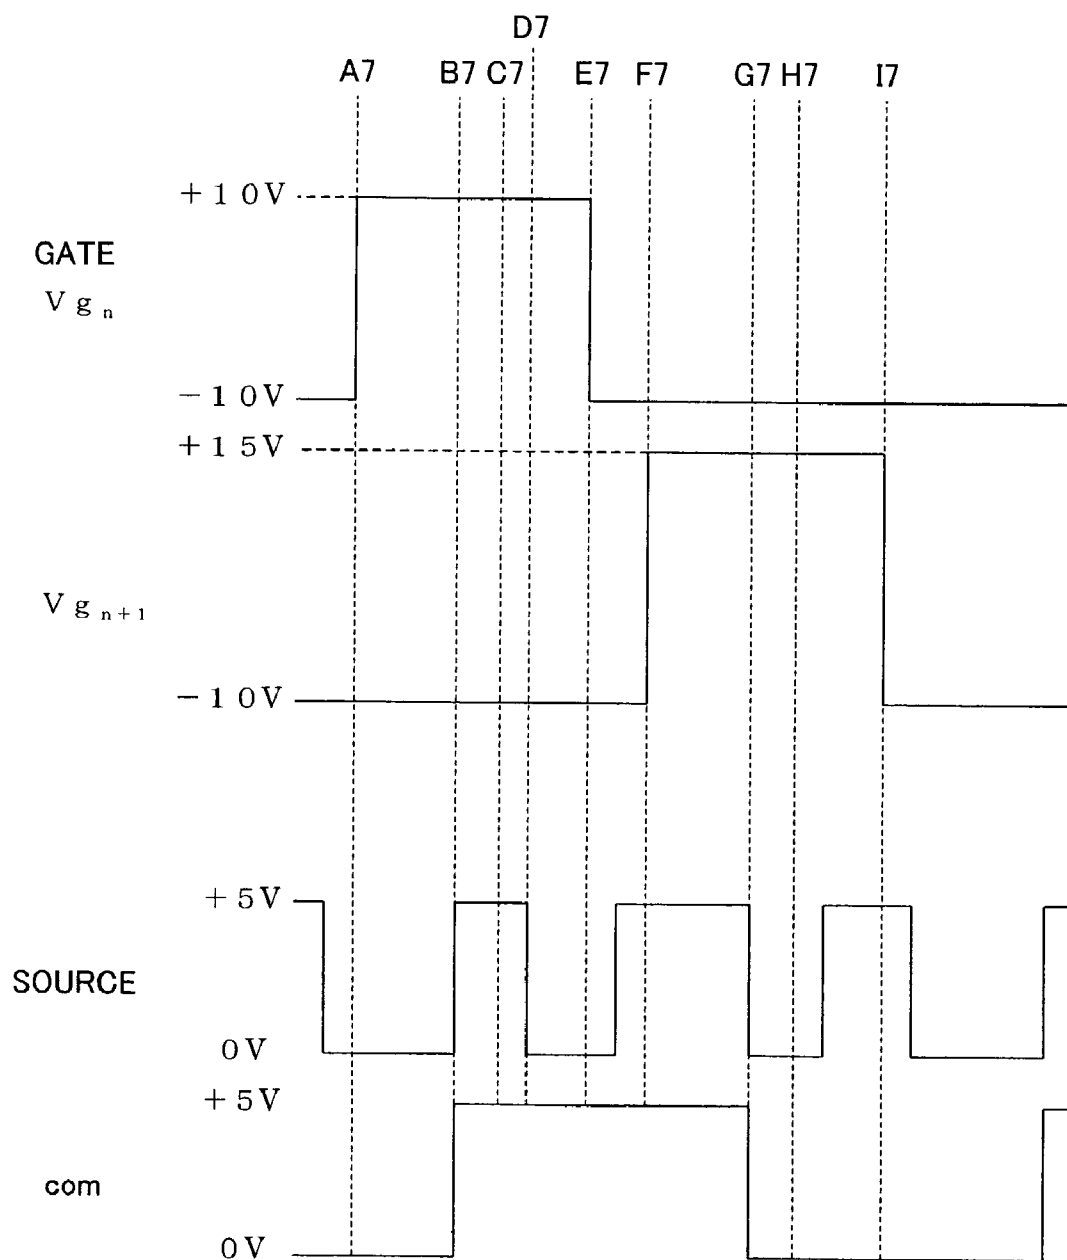 D7
A7 B7 C7 E7 F7 G7 H7 I7
+10V
GATE
Vgn
-10V
+15V
Vgn+1
-10V
+5V
SOURCE
0V
+5V
com
0V